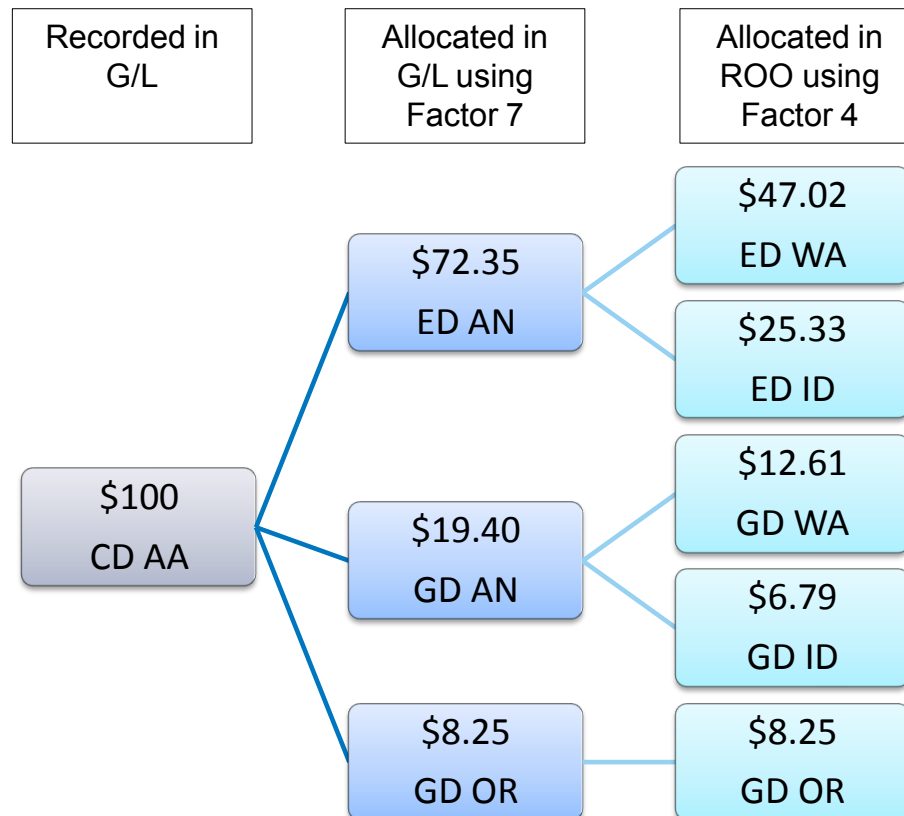 Recorded in
G/L
Allocated in
G/L using
Factor 7
Allocated in
ROO using
Factor 4
$100
CD AA
$72.35
ED AN
$19.40
GD AN
$8.25
GD OR
$47.02
ED WA
$25.33
ED ID
$12.61
GD WA
$6.79
GD ID
$8.25
GD OR